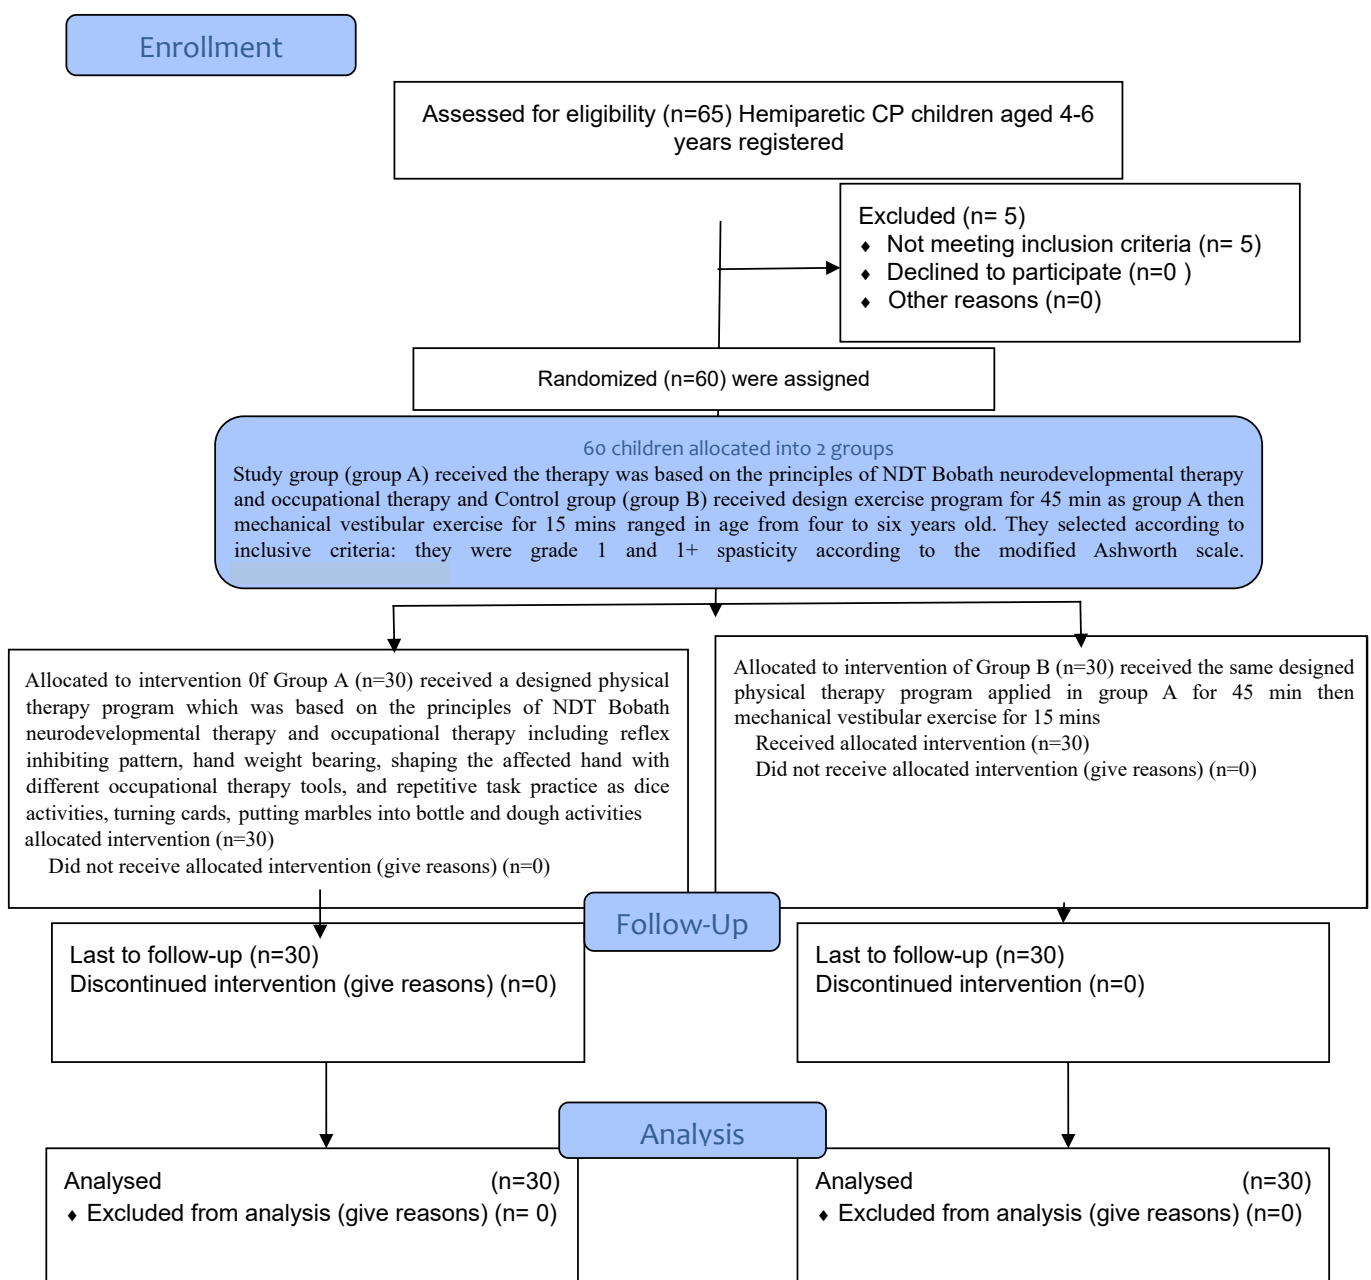 Enrollment
Assessed for eligibility (n=65) Hemiparetic CP children aged 4-6
years registered
Excluded (n= 5)
♦ Not meeting inclusion criteria (n= 5)
♦ Declined to participate (n=0 )
♦ Other reasons (n=0)
Randomized (n=60) were assigned
60 children allocated into 2 groups
Study group (group A) received the therapy was based on the principles of NDT Bobath neurodevelopmental therapy
and occupational therapy and Control group (group B) received design exercise program for 45 min as group A then
mechanical vestibular exercise for 15 mins ranged in age from four to six years old. They selected according to
inclusive criteria: they were grade 1 and 1+ spasticity according to the modified Ashworth scale.
Allocated to intervention 0f Group A (n=30) received a designed physical
therapy program which was based on the principles of NDT Bobath
neurodevelopmental therapy and occupational therapy including reflex
inhibiting pattern, hand weight bearing, shaping the affected hand with
different occupational therapy tools, and repetitive task practice as dice
activities, turning cards, putting marbles into bottle and dough activities
allocated intervention (n=30)
Did not receive allocated intervention (give reasons) (n=0)
Allocated to intervention of Group B (n=30) received the same designed
physical therapy program applied in group A for 45 min then
mechanical vestibular exercise for 15 mins
Received allocated intervention (n=30)
Did not receive allocated intervention (give reasons) (n=0)
Follow-Up
Last to follow-up (n=30)
Discontinued intervention (give reasons) (n=0)
Last to follow-up (n=30)
Discontinued intervention (n=0)
Analysis
Analysed (n=30)
♦ Excluded from analysis (give reasons) (n= 0)
Analysed (n=30)
♦ Excluded from analysis (give reasons) (n=0)